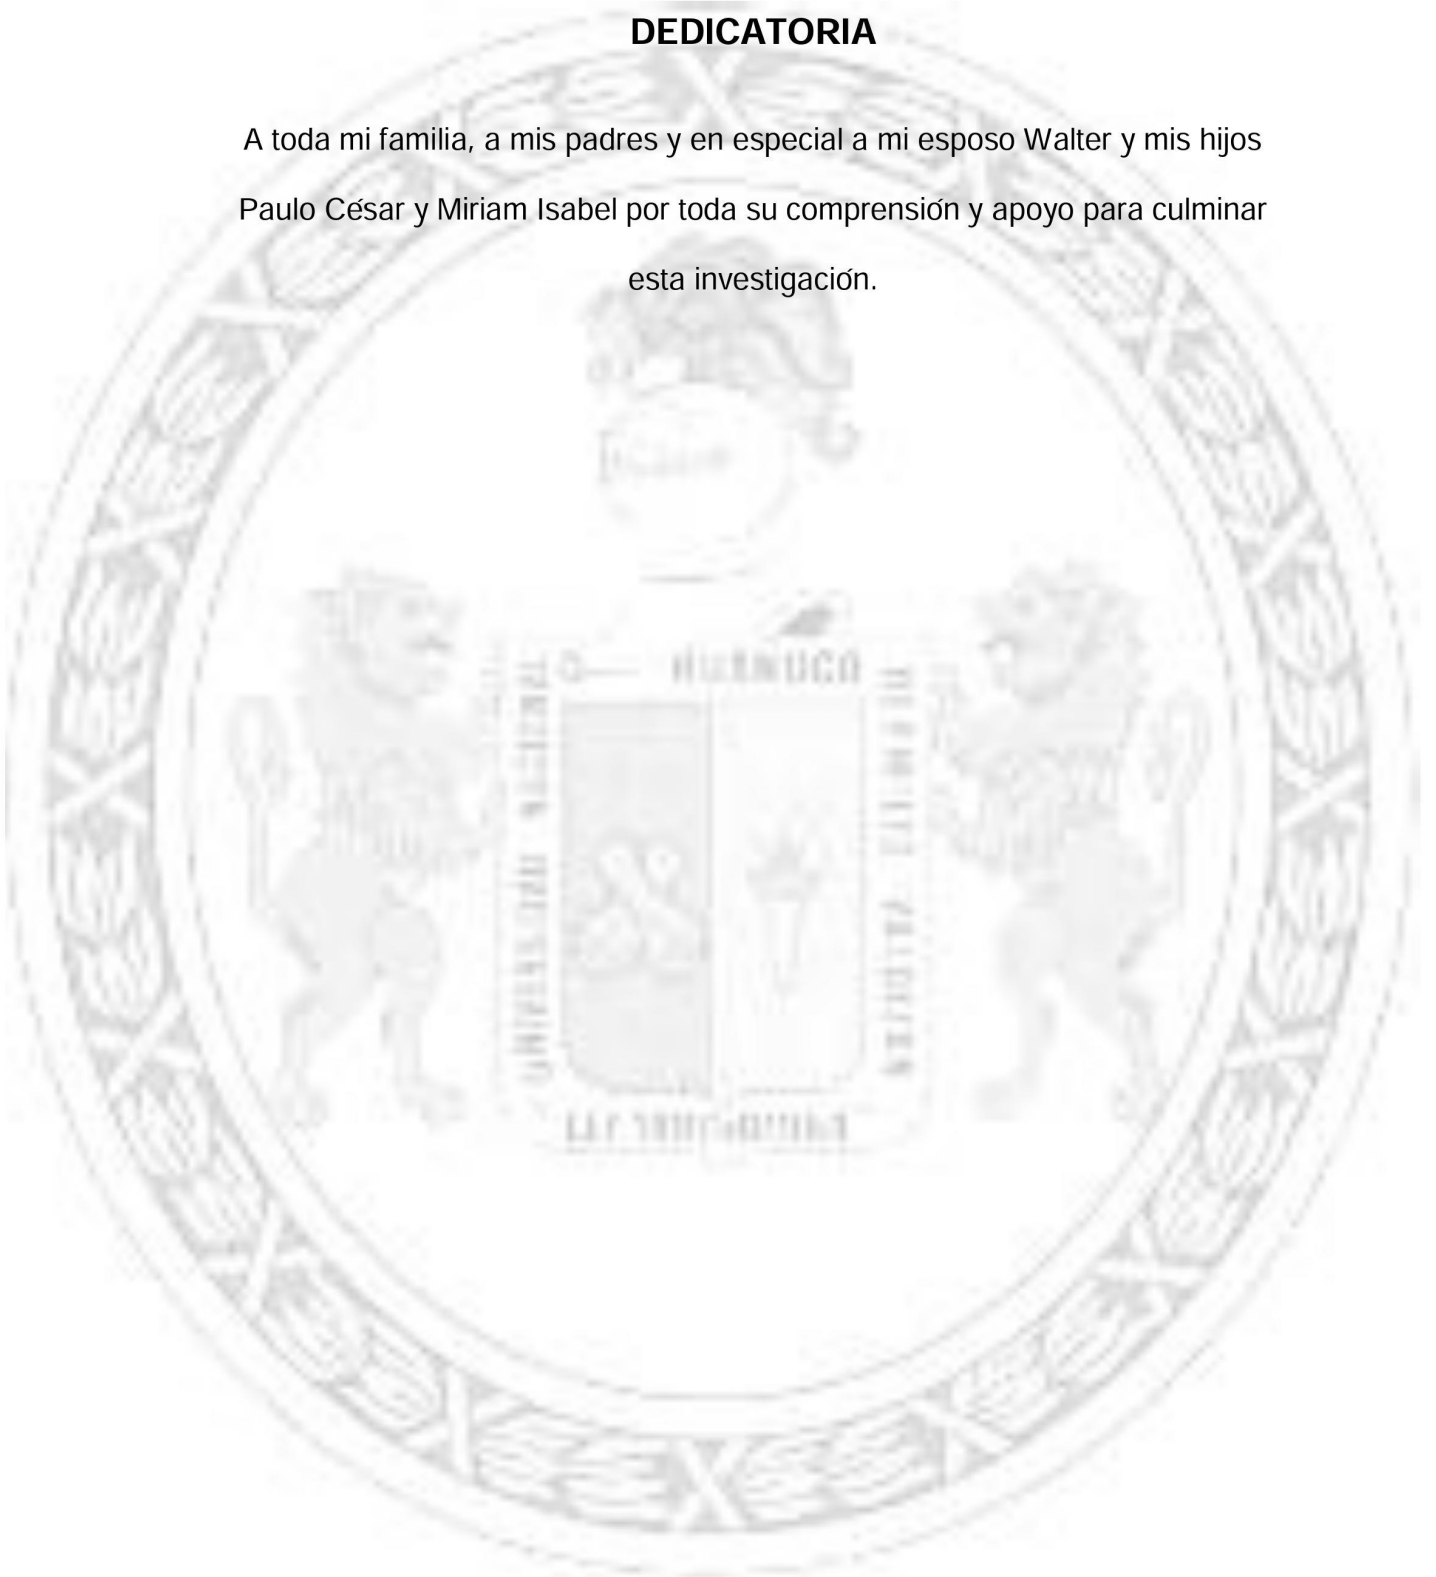 DEDICATORIA
A toda mi familia, a mis padres y en especial a mi esposo Walter y mis hijos
Paulo César y Miriam Isabel por toda su comprensión y apoyo para culminar
esta investigación.
HUANUCO